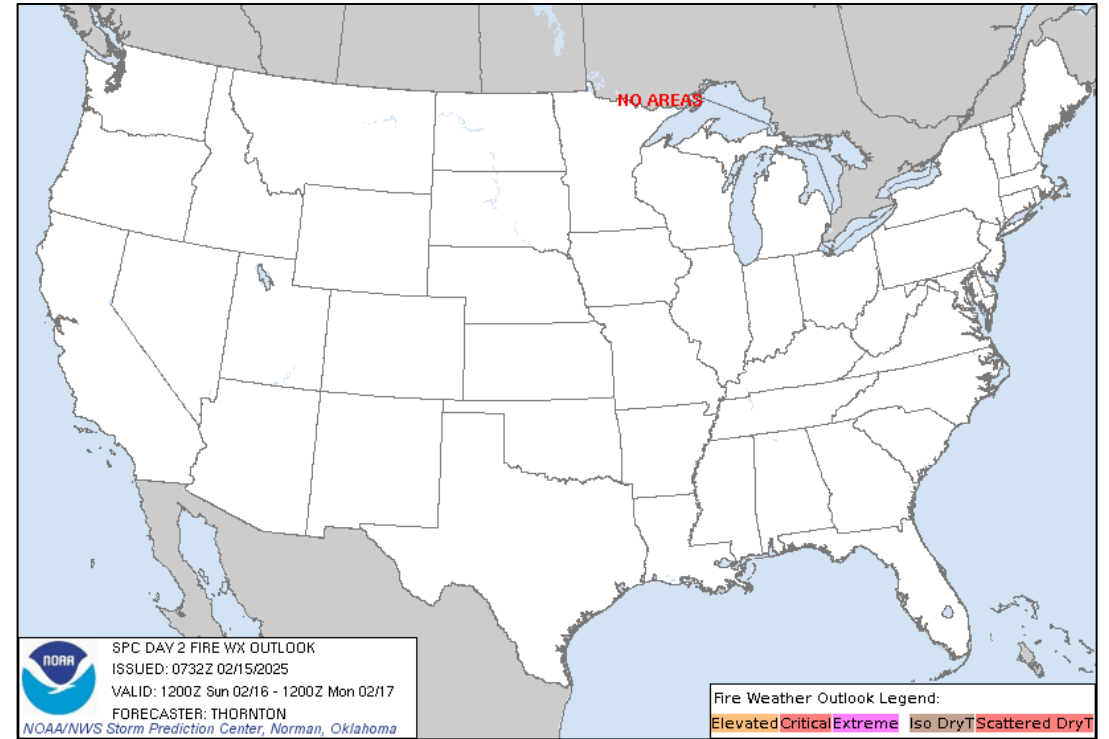 NO AREAS
NOAA
SPC DAY 2 FIRE WX OUTLOOK
ISSUED: 0732Z 02/15/2025
VALID: 1200Z Sun 02/16 - 1200Z Mon 02/17
FORECASTER: THORNTON
NOAA/NWS Storm Prediction Center, Norman, Oklahoma
Fire Weather Outlook Legend:
Elevated Critical Extreme Iso DryT Scattered DryT